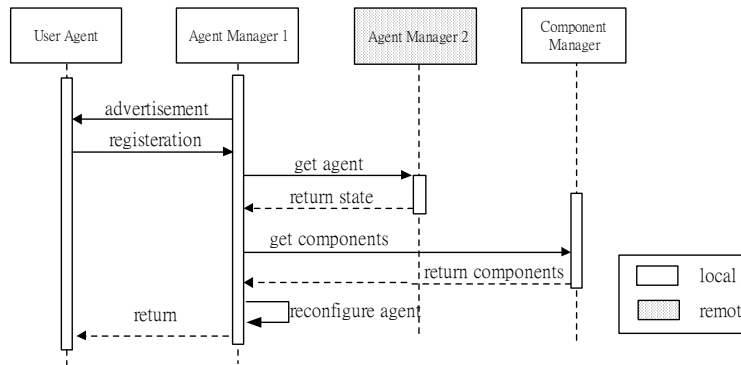 User Agent
Agent Manager 1
Agent Manager 2
Component
Manager
advertisement
registeration
get agent
return state
get components
return components
reconfigure agent
return
local
remot